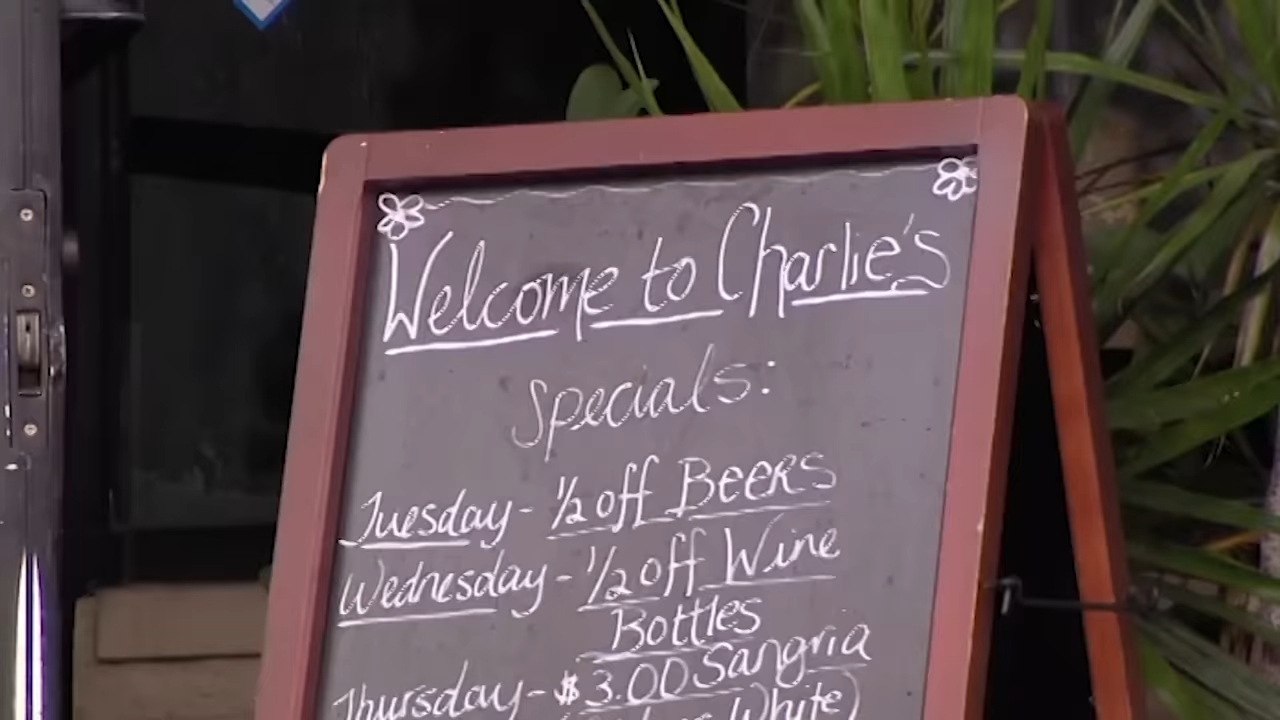 Welcome to Charlie's
Specials:
Tuesday - ½ off BEERS
Wednesday - ½ off Wine
Bottles
Thursday - $3.00 Sangria
White)